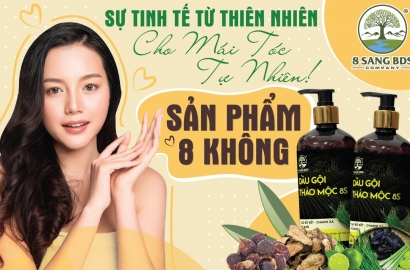 SỰ TINH TẾ TỪ THIÊN NHIÊN
Cho Mái Tóc
Tự Nhiên!
8 SANG BDS
COMPANY
SẢN PHẨM
8 KHÔNG
DẦU GỘI
THẢO MỘC 8S
DẦU GỘI
THẢO MỘC 8S